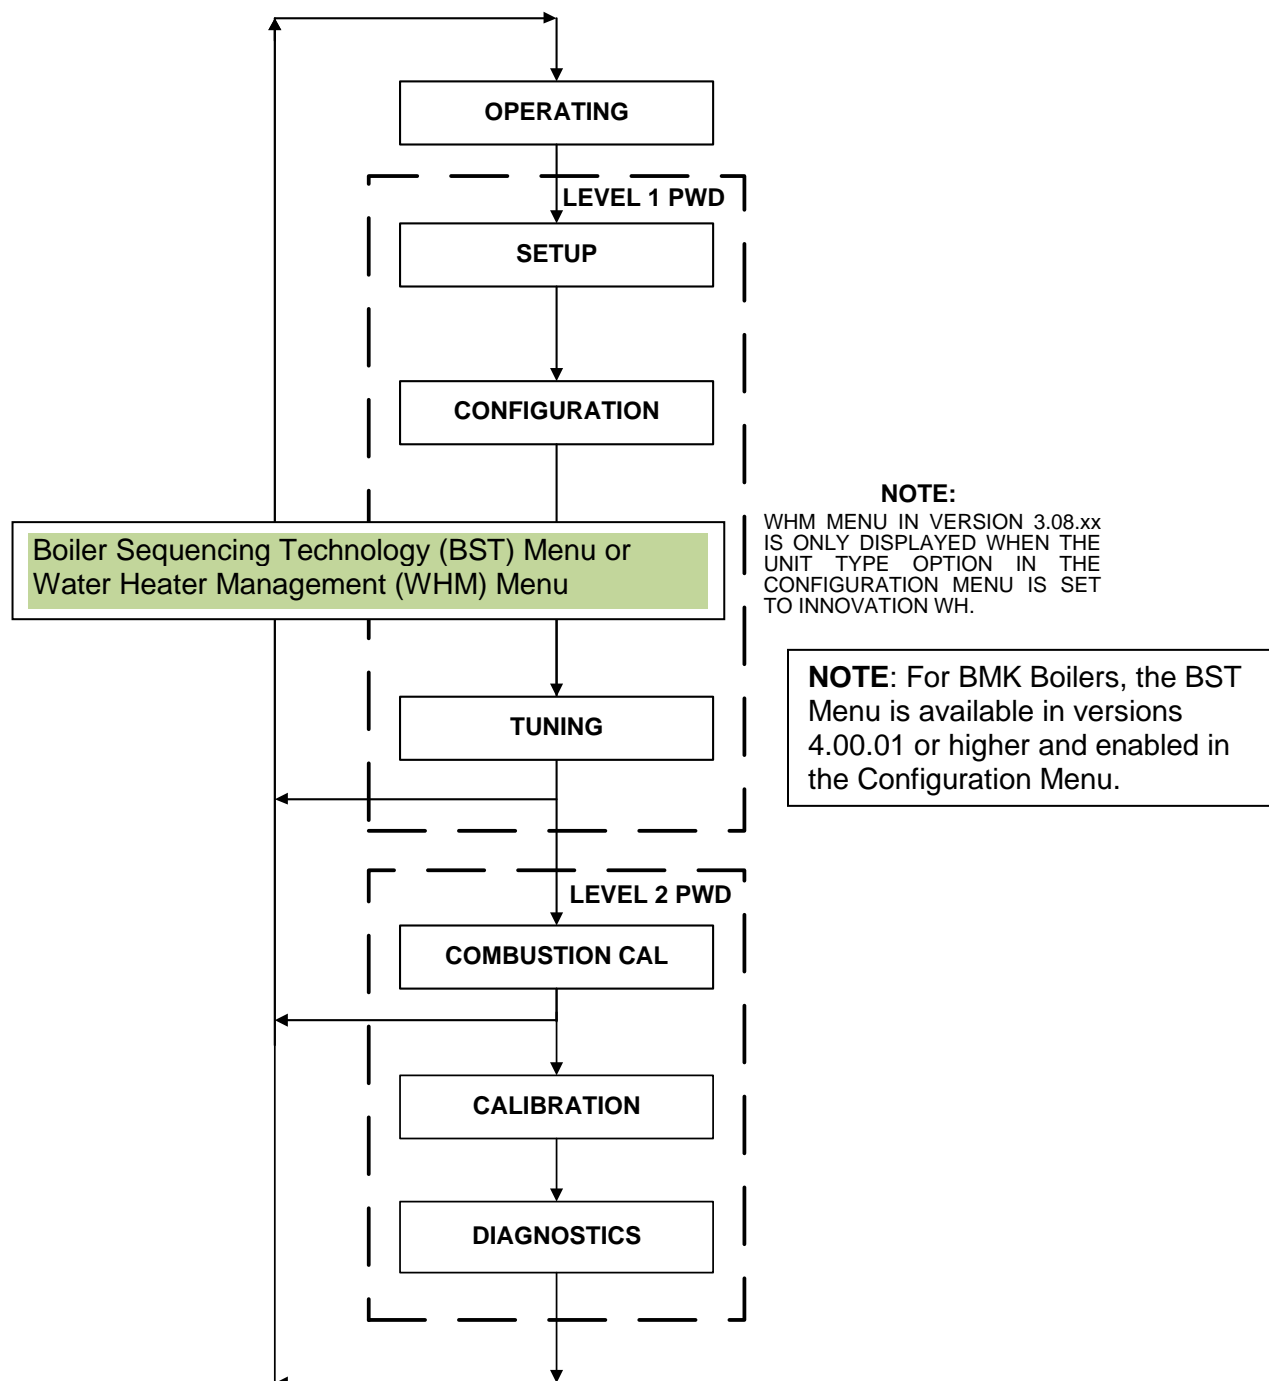 OPERATING
LEVEL 1 PWD
SETUP
CONFIGURATION
Boiler Sequencing Technology (BST) Menu or
Water Heater Management (WHM) Menu
NOTE:
WHM MENU IN VERSION 3.08.xx
IS ONLY DISPLAYED WHEN THE
UNIT TYPE OPTION IN THE
CONFIGURATION MENU IS SET
TO INNOVATION WH.
NOTE: For BMK Boilers, the BST
Menu is available in versions
4.00.01 or higher and enabled in
the Configuration Menu.
TUNING
LEVEL 2 PWD
COMBUSTION CAL
CALIBRATION
DIAGNOSTICS